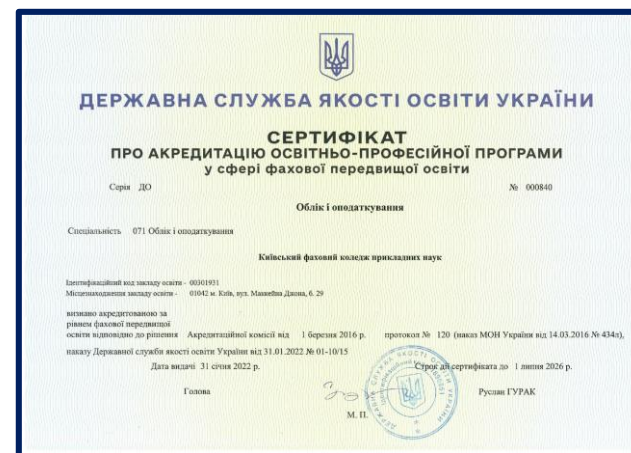 ДЕРЖАВНА СЛУЖБА ЯКОСТІ ОСВІТИ УКРАЇНИ
СЕРТИФІКАТ
ПРО АКРЕДИТАЦІЮ ОСВІТНЬО-ПРОФЕСІЙНОЇ ПРОГРАМИ
у сфері фахової передвищої освіти
Серія ДО № 000840
Облік і оподаткування
Спеціальність 071 Облік і оподаткування
Київський фаховий коледж прикладних наук
Ідентифікаційний код закладу освіти - 00301931
Місцезнаходження закладу освіти - 01042 м. Київ, вул. Маккейна Джона, б. 29
визнано акредитованою за
рівнем фахової передвищої
освіти відповідно до рішення Акредитаційної комісії від 1 березня 2016 р. протокол № 120 (наказ МОН України від 14.03.2016 № 434л),
наказу Державної служби якості освіти України від 31.01.2022 № 01-10/15
Дата видачі 31 січня 2022 р. Строк дії сертифіката до 1 липня 2026 р.
Голова Руслан ГУРАК
М. П.